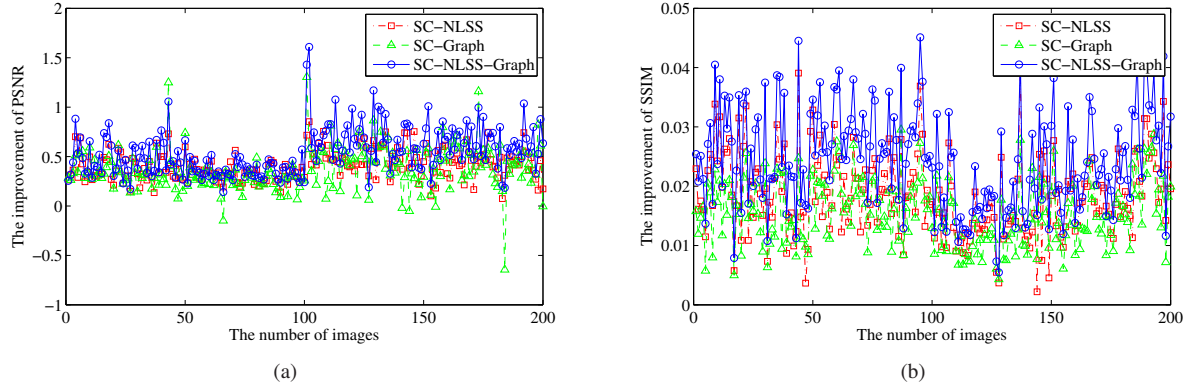 2
1.5
1
0.5
0
−0.5
−1
0
50
100
150
200
The improvement of PSNR
The number of images
SC−NLSS
SC−Graph
SC−NLSS−Graph
(a)
0.05
0.04
0.03
0.02
0.01
0
0
50
100
150
200
The improvement of SSIM
The number of images
SC−NLSS
SC−Graph
SC−NLSS−Graph
(b)